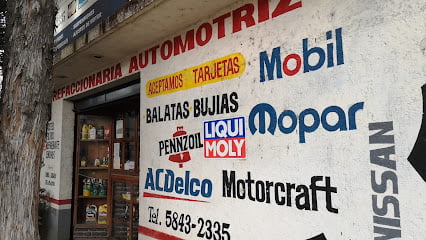 REFACCIONARIA AUTOMOTRIZ
ACEPTAMOS TARJETAS
Mobil
BALATAS BUJIAS
PENNZOIL
LIQUI
MOLY
Mopar
ACDelco
Motorcraft
NISSAN
Tel. 5843-2335